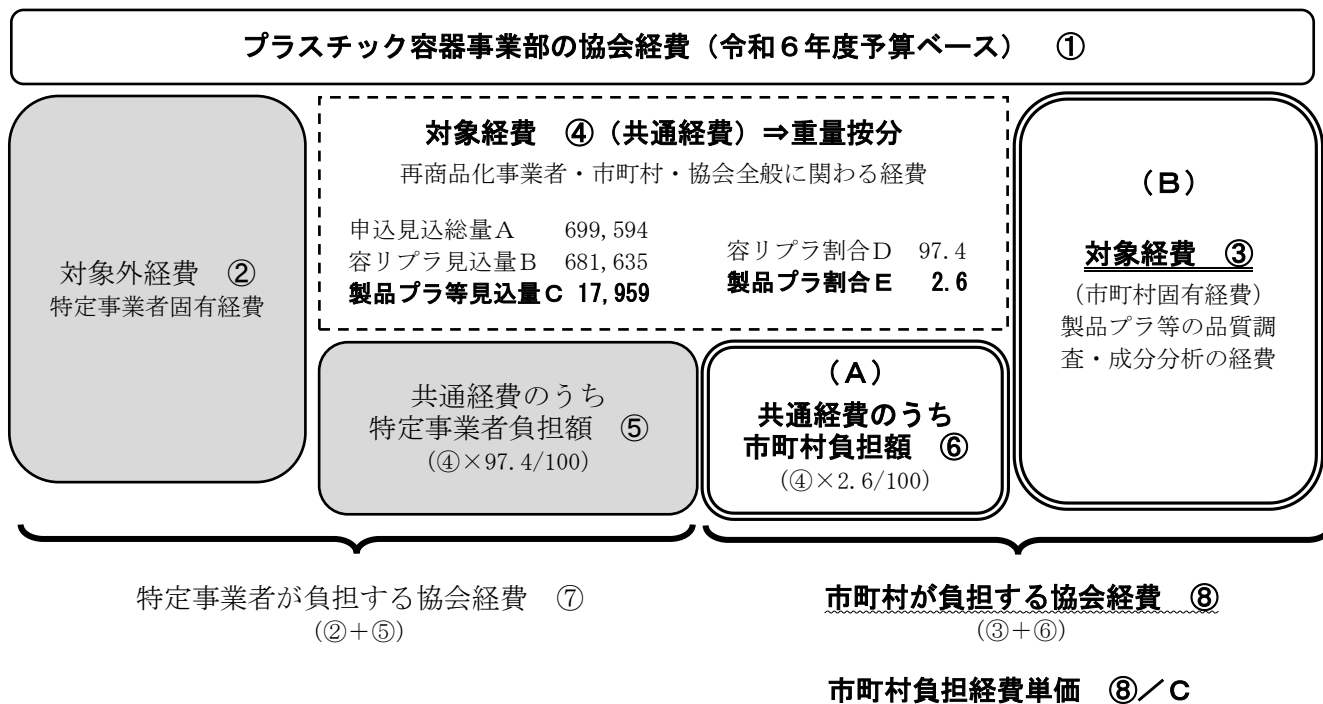 プラスチック容器事業部の協会経費（令和６年度予算ベース）　①
対象外経費　②
特定事業者固有経費
対象経費　④（共通経費）⇒重量按分
再商品化事業者・市町村・協会全般に関わる経費
申込見込総量Ａ　699,594
容リプラ見込量Ｂ　681,635
製品プラ等見込量Ｃ 17,959
容リプラ割合Ｄ　97.4
製品プラ割合Ｅ　2.6
共通経費のうち
特定事業者負担額　⑤
（④×97.4/100）
（Ａ）
共通経費のうち
市町村負担額　⑥
（④×2.6/100）
（Ｂ）
対象経費　③
（市町村固有経費）
製品プラ等の品質調
査・成分分析の経費
特定事業者が負担する協会経費　⑦
（②＋⑤）
市町村が負担する協会経費　⑧
（③＋⑥）
市町村負担経費単価　⑧／Ｃ